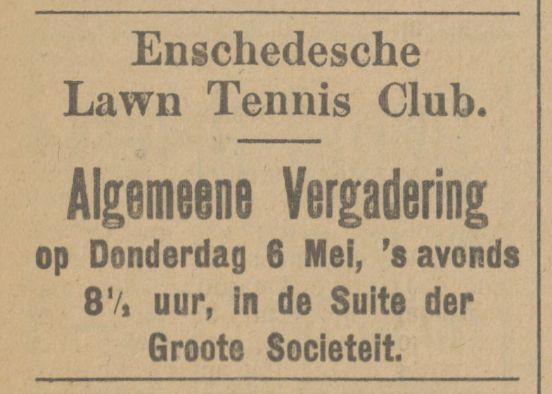 Enschedesche
Lawn Tennis Club.
Algemeene Vergadering
op Donderdag 6 Mei, 's avonds
8½ uur, in de Suite der
Groote Societeit.